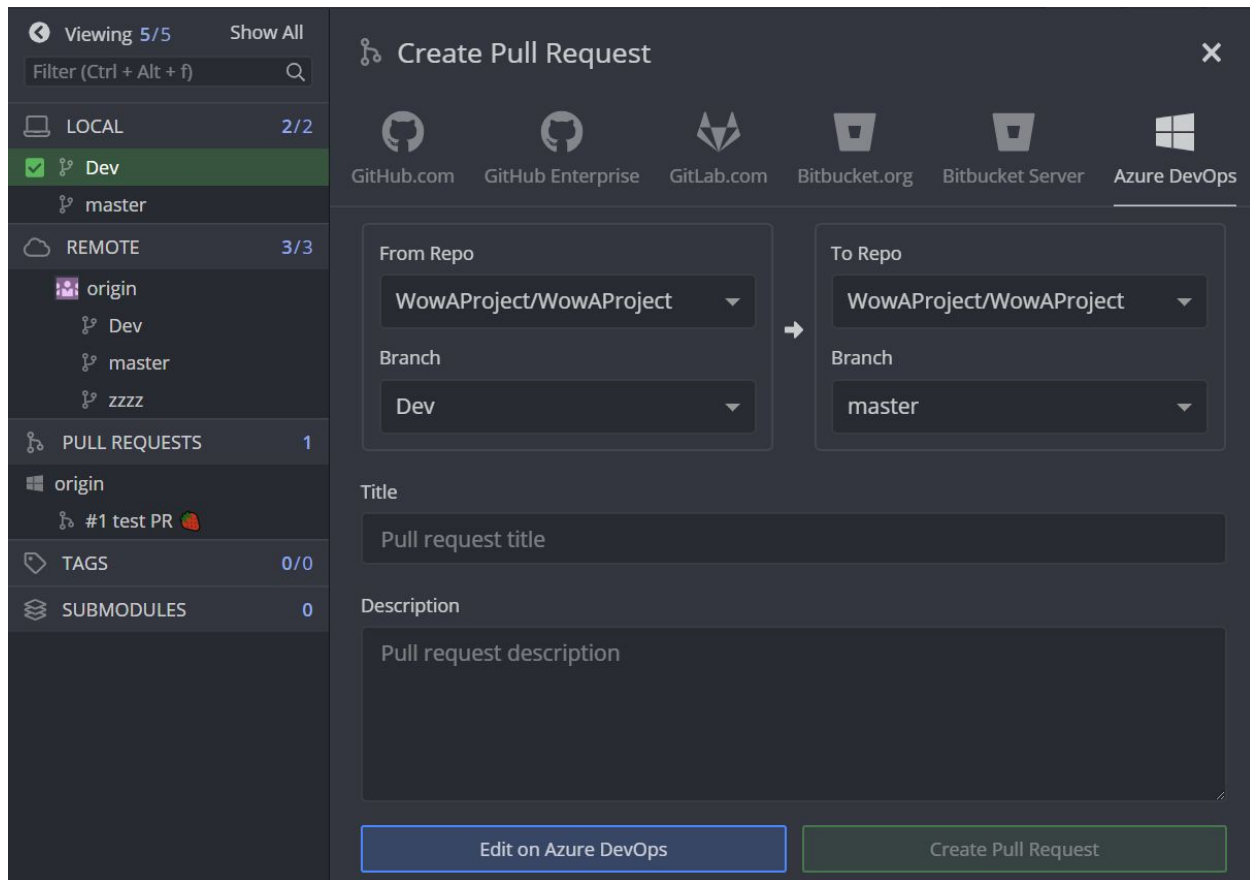 Viewing 5/5 Show All
Filter (Ctrl + Alt + f)
LOCAL 2/2
Dev
master
REMOTE 3/3
origin
Dev
master
zzzz
PULL REQUESTS 1
origin
#1 test PR 🍓
TAGS 0/0
SUBMODULES 0
Create Pull Request
GitHub.com GitHub Enterprise GitLab.com Bitbucket.org Bitbucket Server Azure DevOps
From Repo
WowAProject/WowAProject
Branch
Dev
To Repo
WowAProject/WowAProject
Branch
master
Title
Pull request title
Description
Pull request description
Edit on Azure DevOps Create Pull Request